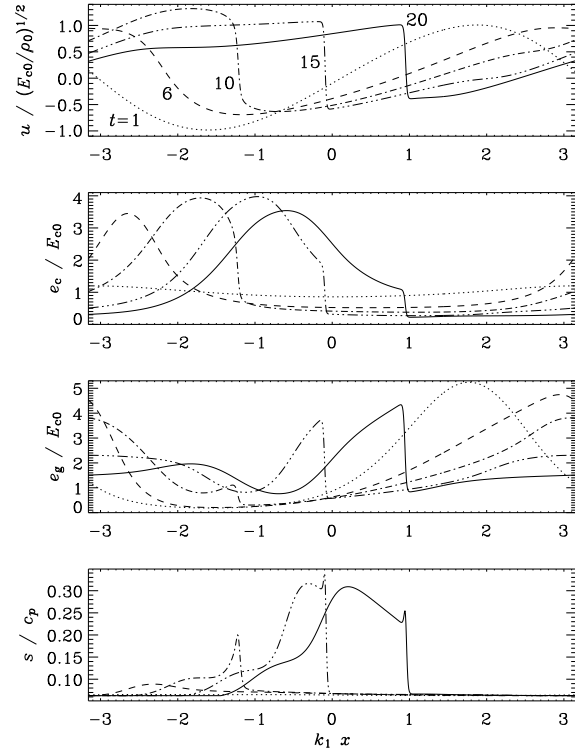 u / (E_c0/ρ_0)^1/2
1.0
0.5
0.0
−0.5
−1.0
t=1
6
10
15
20
−3 −2 −1 0 1 2 3
e_c / E_c0
4
3
2
1
0
−3 −2 −1 0 1 2 3
e_g / E_c0
5
4
3
2
1
0
−3 −2 −1 0 1 2 3
s / c_p
0.30
0.25
0.20
0.15
0.10
−3 −2 −1 0 1 2 3
k_1 x